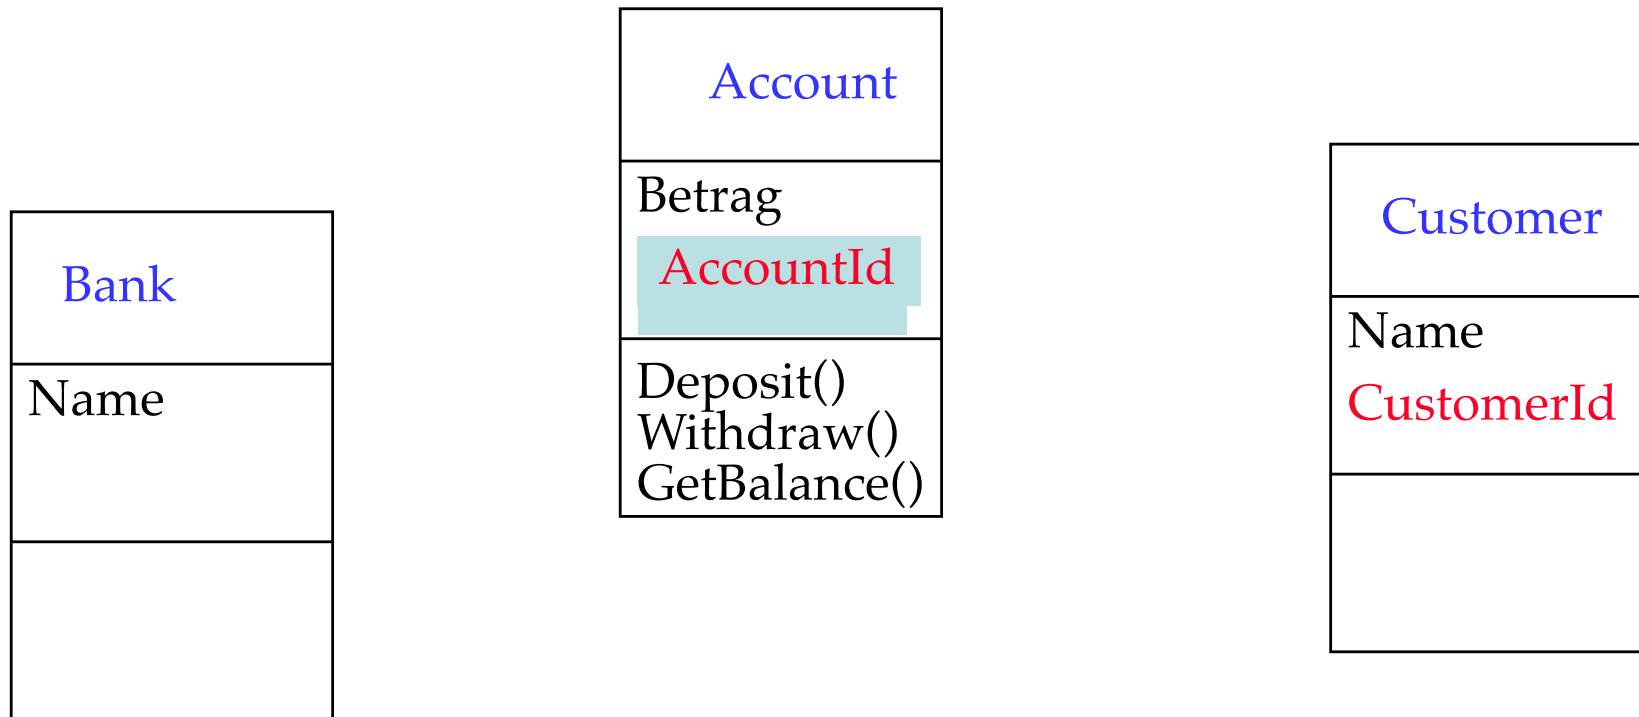 Bank
Name
Account
Betrag
AccountId
Deposit()
Withdraw()
GetBalance()
Customer
Name
CustomerId